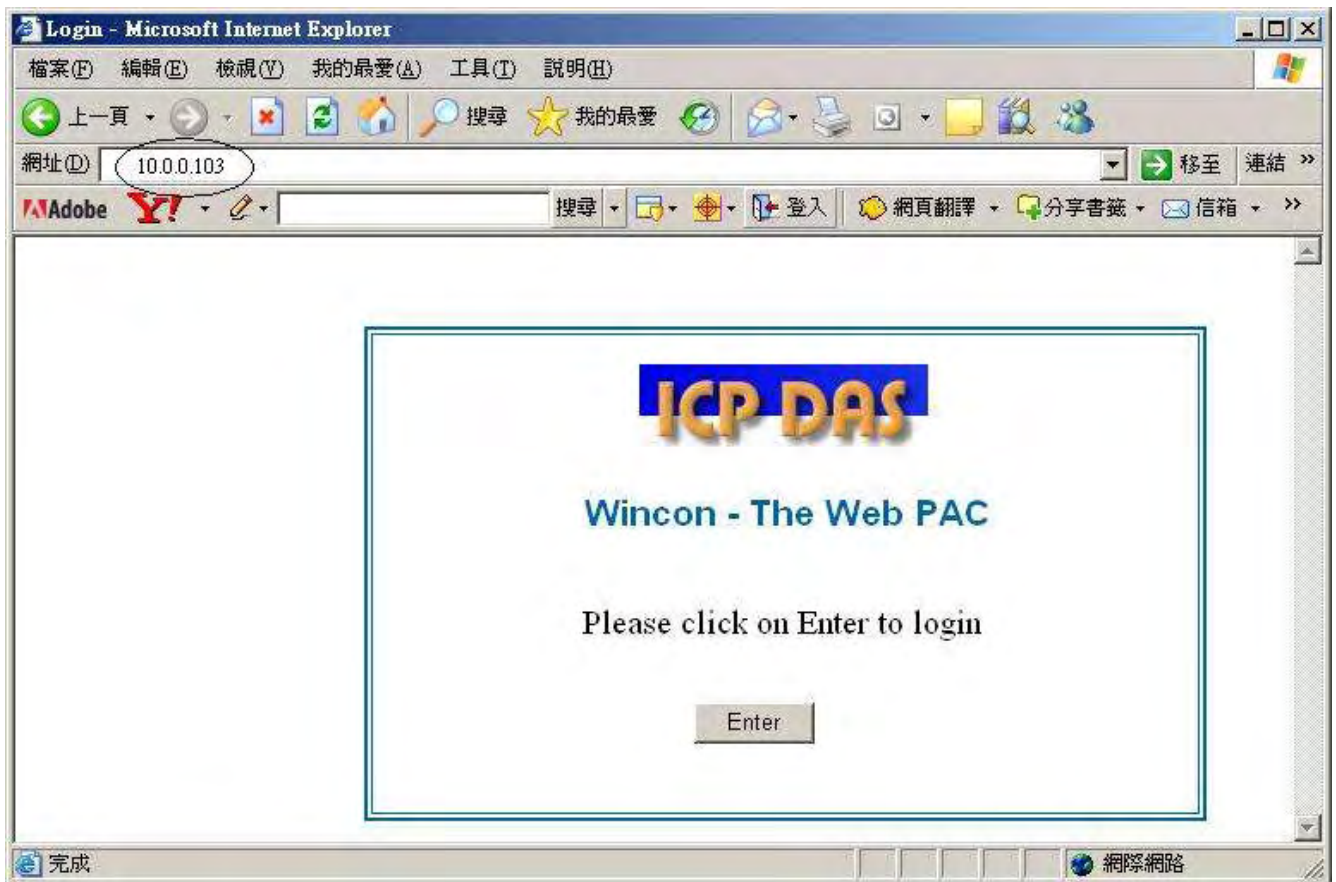 Login - Microsoft Internet Explorer
檔案(F) 編輯(E) 檢視(V) 我的最愛(A) 工具(T) 說明(H)
上一頁 搜尋 我的最愛
網址(D) 10.0.0.103 移至 連結 »
Adobe Y! 搜尋 登入 網頁翻譯 分享書籤 信箱 »
ICP DAS
Wincon - The Web PAC
Please click on Enter to login
Enter
完成 網際網路